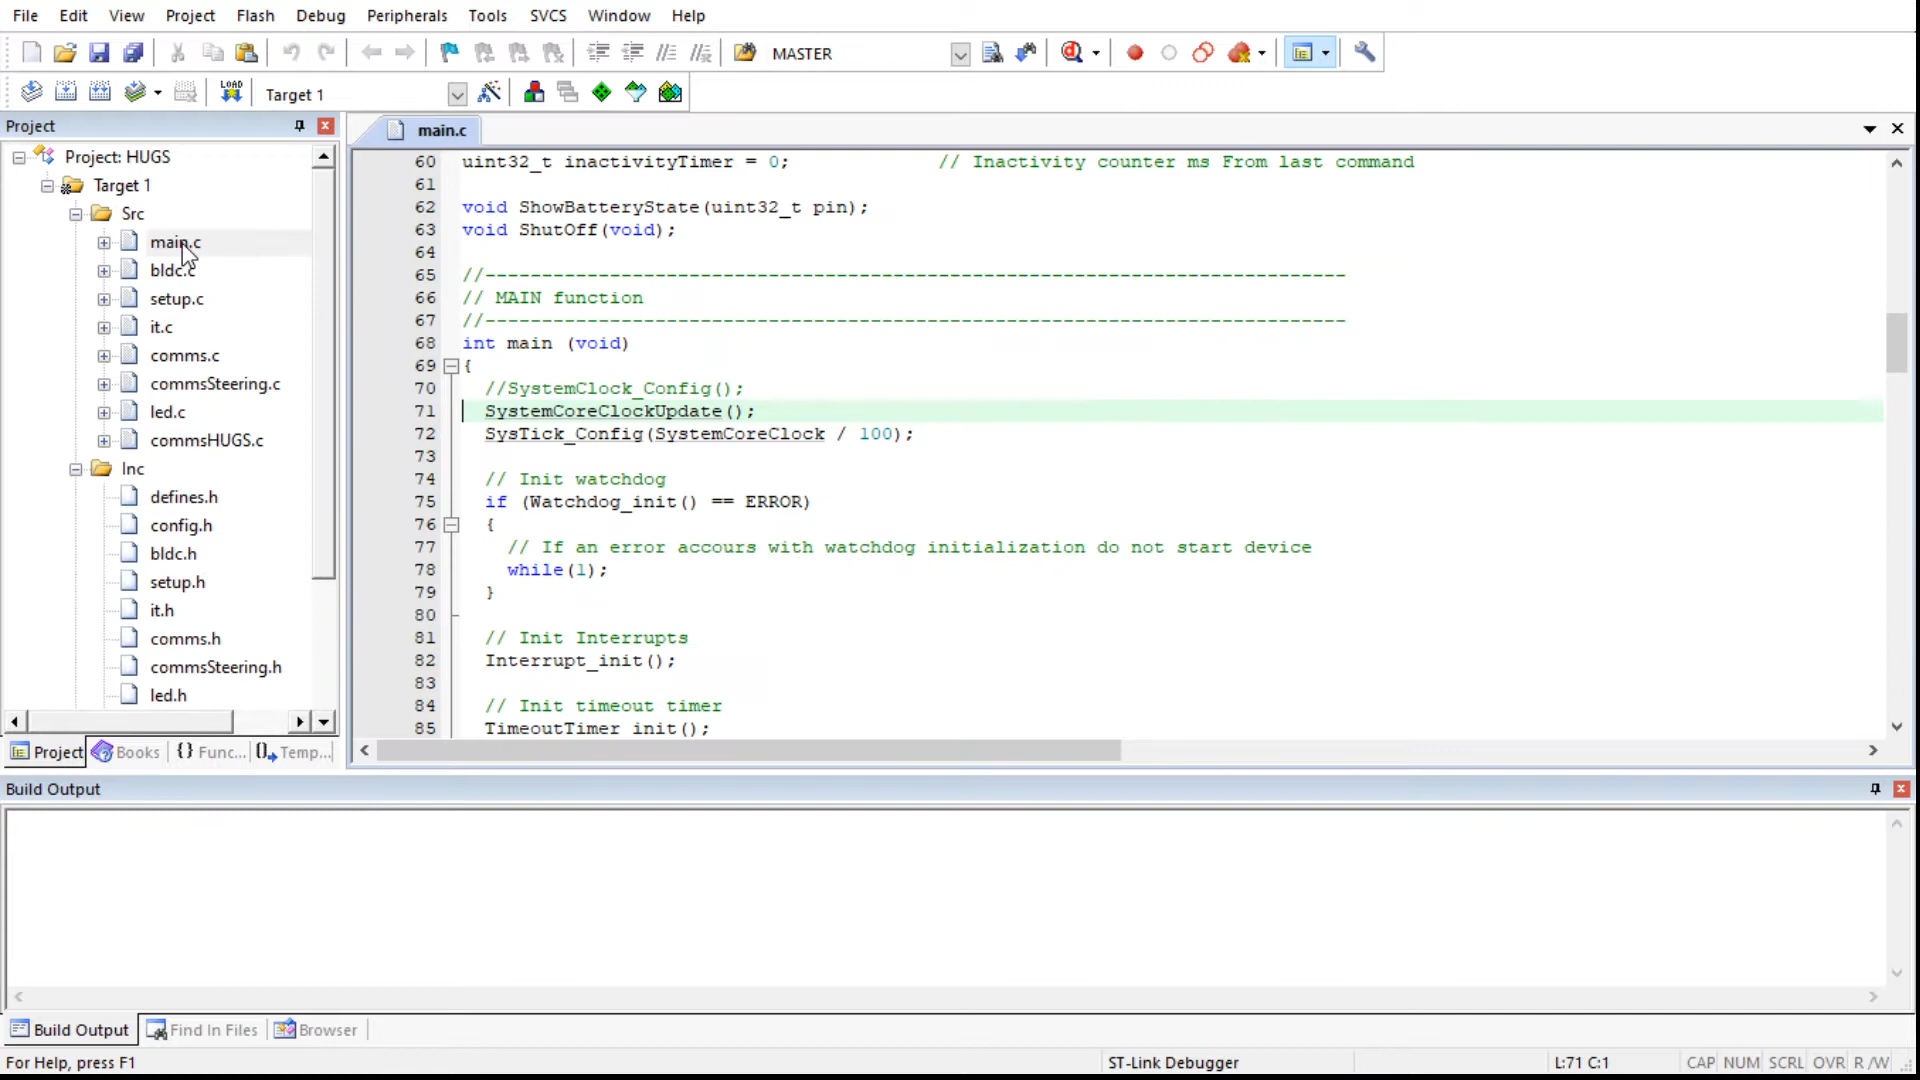 File Edit View Project Flash Debug Peripherals Tools SVCS Window Help
MASTER
LOAD Target 1
Project
main.c
Project: HUGS
Target 1
Src
main.c
bldc.c
setup.c
it.c
comms.c
commsSteering.c
led.c
commsHUGS.c
Inc
defines.h
config.h
bldc.h
setup.h
it.h
comms.h
commsSteering.h
led.h
Project Books {} Func... Temp...
60 uint32_t inactivityTimer = 0; // Inactivity counter ms From last command
61
62 void ShowBatteryState(uint32_t pin);
63 void ShutOff(void);
64
65 //------------------------------------------------------------------------------
66 // MAIN function
67 //------------------------------------------------------------------------------
68 int main (void)
69 {
70 //SystemClock_Config();
71 SystemCoreClockUpdate();
72 SysTick_Config(SystemCoreClock / 100);
73
74 // Init watchdog
75 if (Watchdog_init() == ERROR)
76 {
77 // If an error accours with watchdog initialization do not start device
78 while(1);
79 }
80
81 // Init Interrupts
82 Interrupt_init();
83
84 // Init timeout timer
85 TimeoutTimer init();
Build Output
Build Output Find In Files Browser
For Help, press F1 ST-Link Debugger L:71 C:1 CAP NUM SCRL OVR R /W